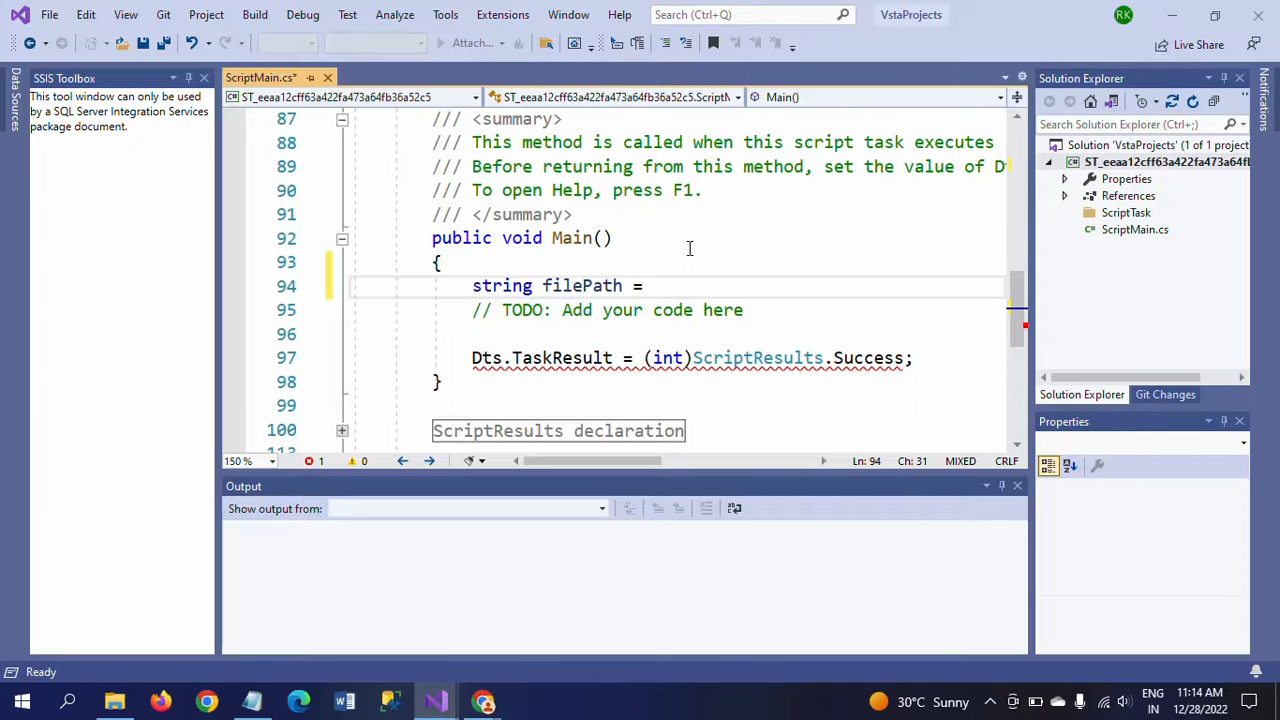 File Edit View Git Project Build Debug Test Analyze Tools Extensions Window Help Search (Ctrl+Q) VstaProjects RK
Attach... Live Share
Data Sources
SSIS Toolbox
This tool window can only be used
by a SQL Server Integration Services
package document.
ScriptMain.cs*
ST_eeaa12cff63a422fa473a64fb36a52c5 ST_eeaa12cff63a422fa473a64fb36a52c5.ScriptM Main()
87 /// <summary>
88 /// This method is called when this script task executes
89 /// Before returning from this method, set the value of D
90 /// To open Help, press F1.
91 /// </summary>
92 public void Main()
93 {
94 string filePath =
95 // TODO: Add your code here
96
97 Dts.TaskResult = (int)ScriptResults.Success;
98 }
99
100 ScriptResults declaration
150 % 1 0 Ln: 94 Ch: 31 MIXED CRLF
Output
Show output from:
Solution Explorer
Search Solution Explorer (Ctrl+;)
Solution 'VstaProjects' (1 of 1 project
ST_eeaa12cff63a422fa473a64fb
Properties
References
ScriptTask
ScriptMain.cs
Solution Explorer Git Changes
Properties
Notifications
Ready
30°C Sunny ENG IN 11:14 AM 12/28/2022